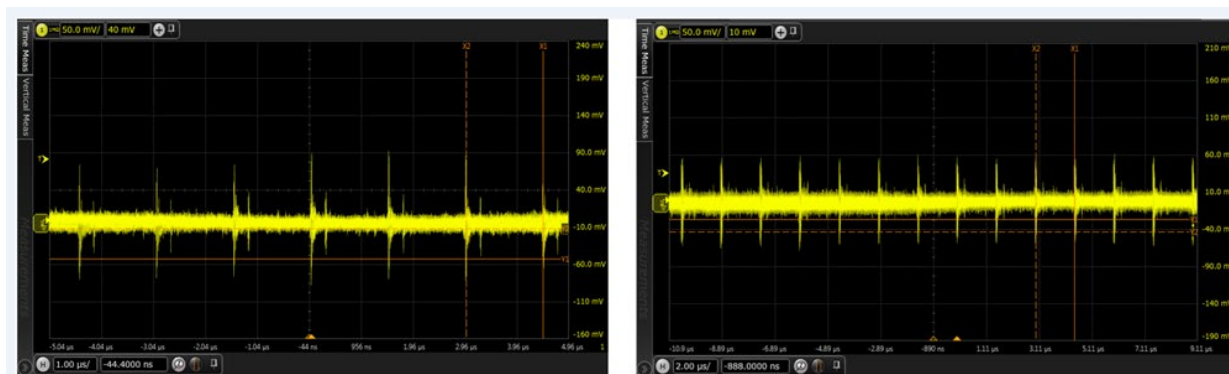 50.0 mV/ 40 mV
Time Meas
Vertical Meas
X2 X1
240 mV
190 mV
140 mV
90.0 mV
40.0 mV
-10.0 mV
-60.0 mV
-110 mV
-160 mV
T
Y1
Measurements
-5.04 µs -4.04 µs -3.04 µs -2.04 µs -1.04 µs -44 ns 956 ns 1.96 µs 2.96 µs 3.96 µs 4.96 µs 1
H 1.00 µs/ -44.4000 ns
50.0 mV/ 10 mV
Time Meas
Vertical Meas
X2 X1
210 mV
160 mV
110 mV
60.0 mV
10.0 mV
-40.0 mV
-90.0 mV
-140 mV
-190 mV
T
Measurements
-10.9 µs -8.89 µs -6.89 µs -4.89 µs -2.89 µs -890 ns 1.11 µs 3.11 µs 5.11 µs 7.11 µs 9.11 µs
H 2.00 µs/ -888.0000 ns